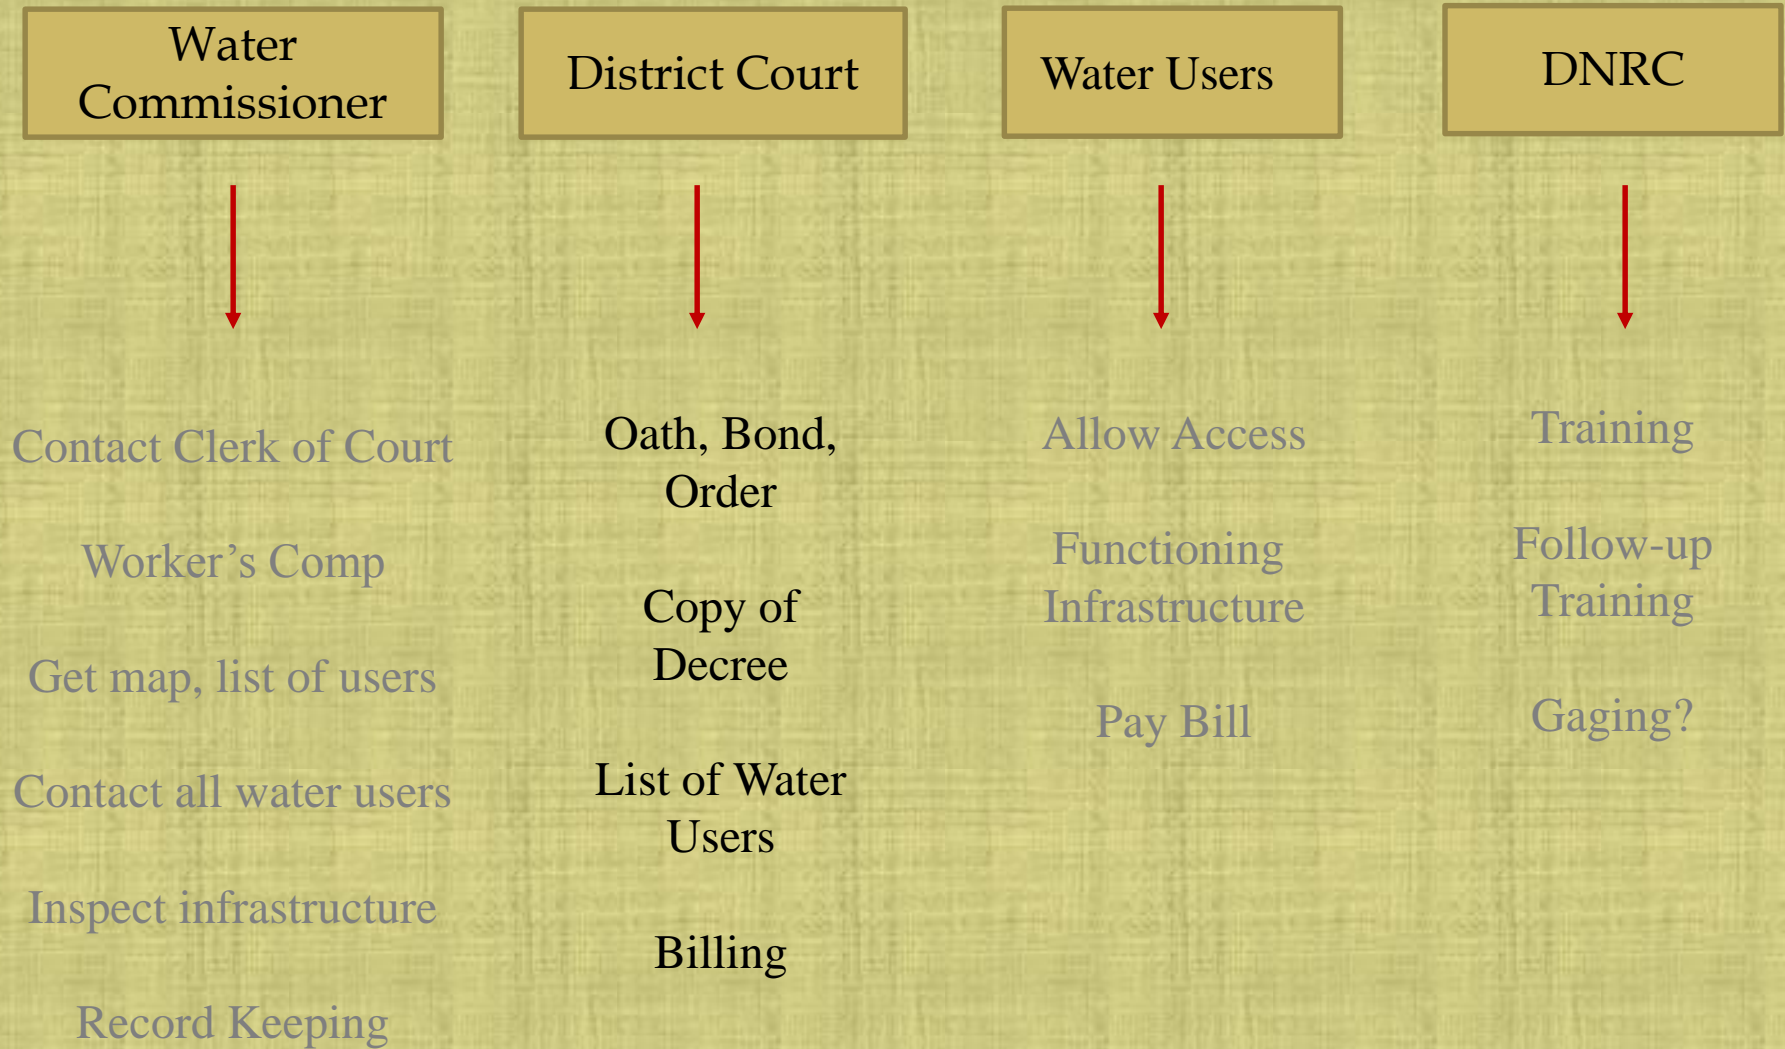 Water
Commissioner
Contact Clerk of Court
Worker’s Comp
Get map, list of users
Contact all water users
Inspect infrastructure
Record Keeping
District Court
Oath, Bond,
Order
Copy of
Decree
List of Water
Users
Billing
Water Users
Allow Access
Functioning
Infrastructure
Pay Bill
DNRC
Training
Follow-up
Training
Gaging?